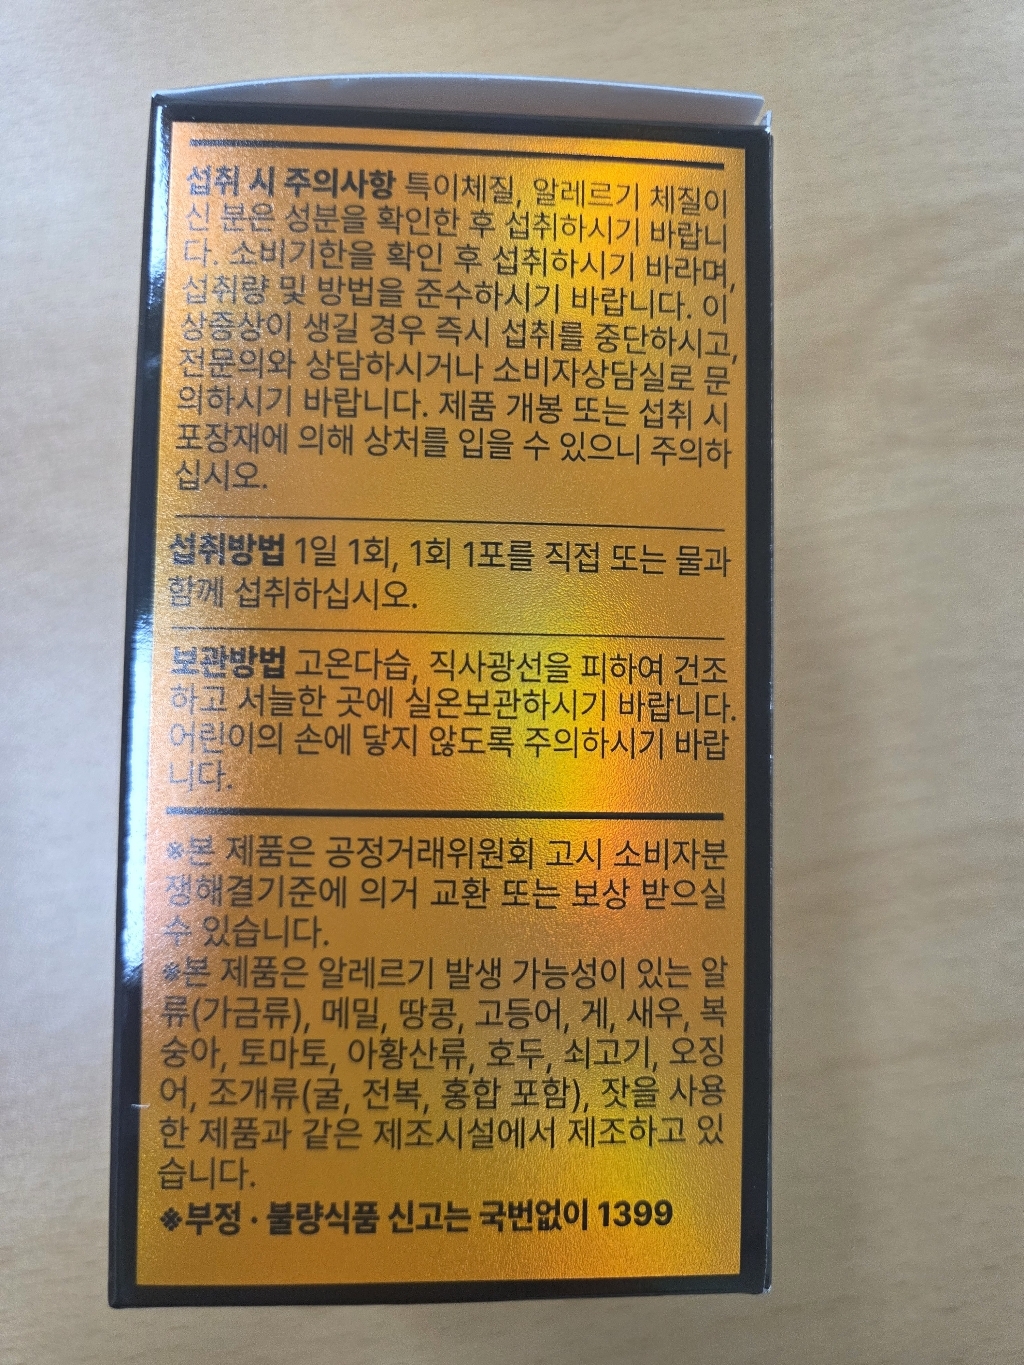 섭취 시 주의사항 특이체질, 알레르기 체질이
신 분은 성분을 확인한 후 섭취하시기 바랍니
다. 소비기한을 확인 후 섭취하시기 바라며,
섭취량 및 방법을 준수하시기 바랍니다. 이
상증상이 생길 경우 즉시 섭취를 중단하시고,
전문의와 상담하시거나 소비자상담실로 문
의하시기 바랍니다. 제품 개봉 또는 섭취 시
포장재에 의해 상처를 입을 수 있으니 주의하
십시오.
섭취방법 1일 1회, 1회 1포를 직접 또는 물과
함께 섭취하십시오.
보관방법 고온다습, 직사광선을 피하여 건조
하고 서늘한 곳에 실온보관하시기 바랍니다.
어린이의 손에 닿지 않도록 주의하시기 바랍
니다.
※본 제품은 공정거래위원회 고시 소비자분
쟁해결기준에 의거 교환 또는 보상 받으실
수 있습니다.
※본 제품은 알레르기 발생 가능성이 있는 알
류(가금류), 메밀, 땅콩, 고등어, 게, 새우, 복
숭아, 토마토, 아황산류, 호두, 쇠고기, 오징
어, 조개류(굴, 전복, 홍합 포함), 잣을 사용
한 제품과 같은 제조시설에서 제조하고 있
습니다.
※부정 · 불량식품 신고는 국번없이 1399